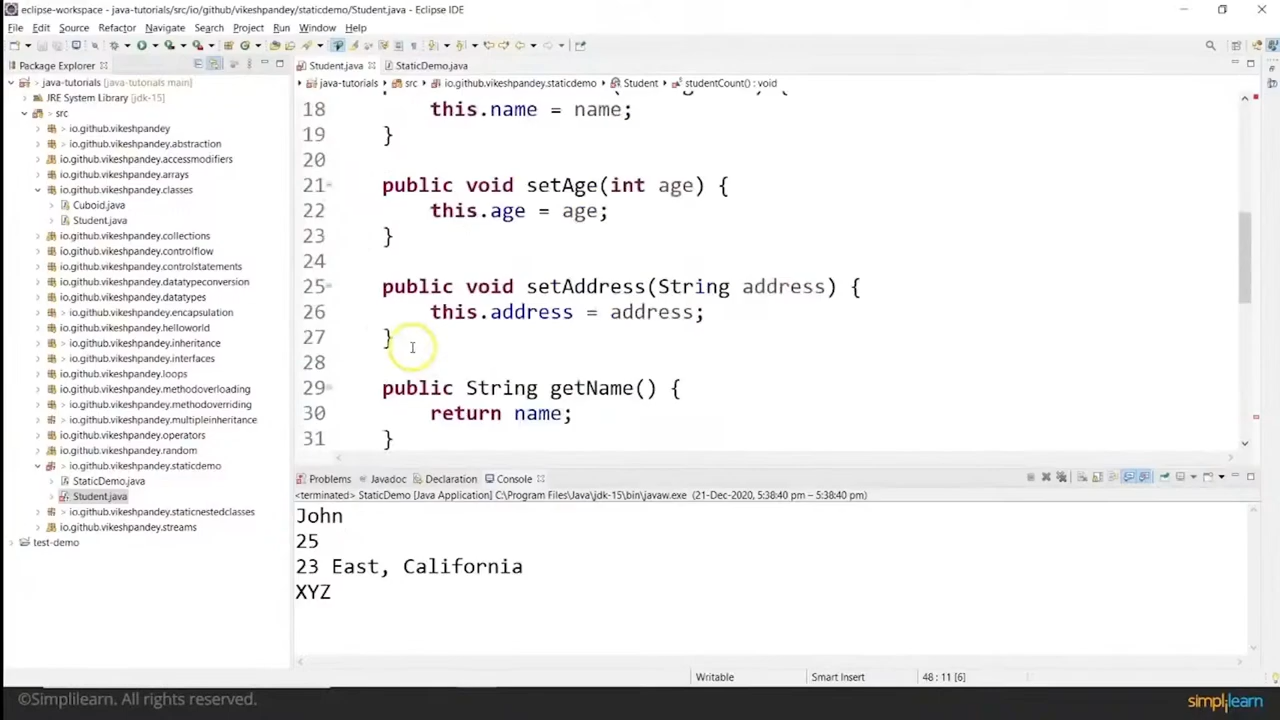 eclipse-workspace - java-tutorials/src/io/github/vikeshpandey/staticdemo/Student.java - Eclipse IDE
File Edit Source Refactor Navigate Search Project Run Window Help
Package Explorer
Student.java
StaticDemo.java
java-tutorials [java-tutorials main]
JRE System Library [jdk-15]
src
io.github.vikeshpandey
io.github.vikeshpandey.abstraction
io.github.vikeshpandey.accessmodifiers
io.github.vikeshpandey.arrays
io.github.vikeshpandey.classes
Cuboid.java
Student.java
io.github.vikeshpandey.collections
io.github.vikeshpandey.controlflow
io.github.vikeshpandey.controlstatements
io.github.vikeshpandey.datatypeconversion
io.github.vikeshpandey.datatypes
io.github.vikeshpandey.encapsulation
io.github.vikeshpandey.helloworld
io.github.vikeshpandey.inheritance
io.github.vikeshpandey.interfaces
io.github.vikeshpandey.loops
io.github.vikeshpandey.methodoverloading
io.github.vikeshpandey.methodoverriding
io.github.vikeshpandey.multipleinheritance
io.github.vikeshpandey.operators
io.github.vikeshpandey.random
io.github.vikeshpandey.staticdemo
StaticDemo.java
Student.java
io.github.vikeshpandey.staticnestedclasses
io.github.vikeshpandey.streams
test-demo
java-tutorials src io.github.vikeshpandey.staticdemo Student studentCount() : void
18 this.name = name;
19 }
20
21 public void setAge(int age) {
22 this.age = age;
23 }
24
25 public void setAddress(String address) {
26 this.address = address;
27 }
28
29 public String getName() {
30 return name;
31 }
Problems Javadoc Declaration Console
<terminated> StaticDemo [Java Application] C:\Program Files\Java\jdk-15\bin\javaw.exe (21-Dec-2020, 5:38:40 pm – 5:38:40 pm)
John
25
23 East, California
XYZ
Writable Smart Insert 48 : 11 [6]
©Simplilearn. All rights reserved.
simplilearn